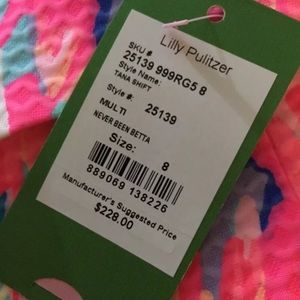 Lilly Pulitzer
SKU #
25139 999RG5 8
Style Name:
TANA SHIFT
Style #: 25139
MULTI
NEVER BEEN BETTA
Size: 8
889069 138226
Manufacturer's Suggested Price
$228.00